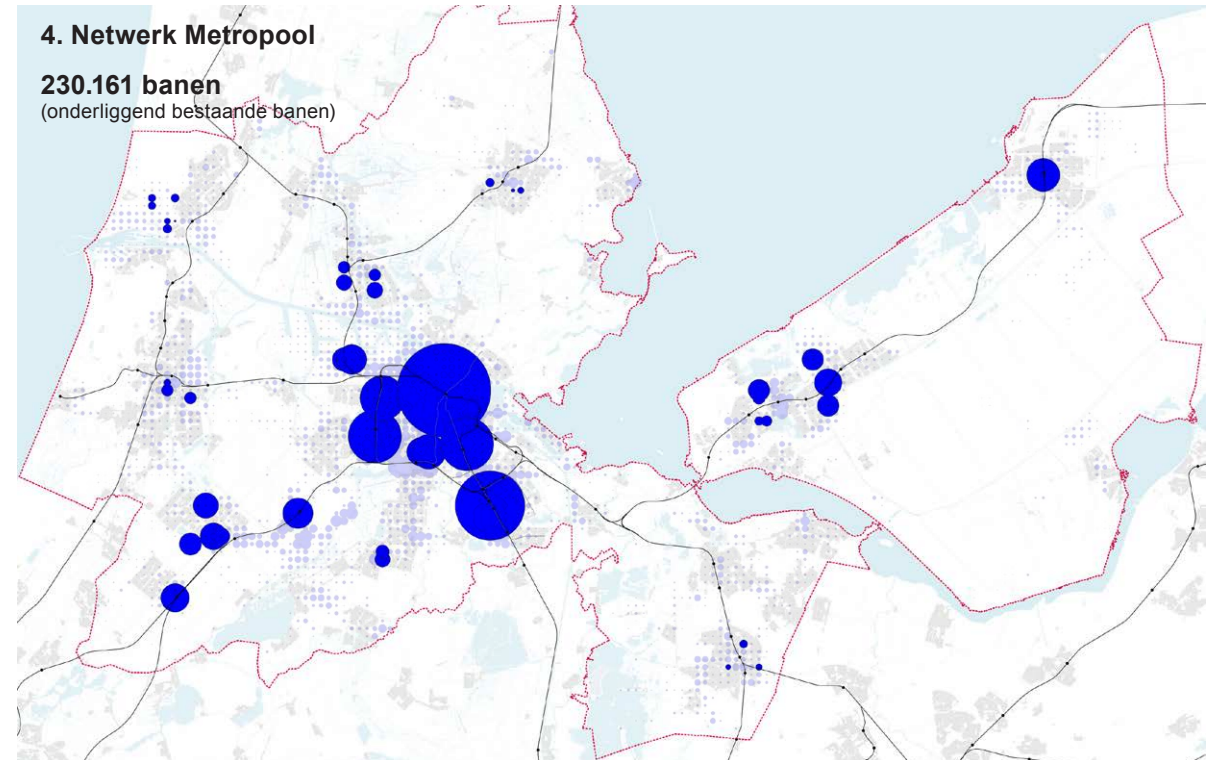 4. Netwerk Metropool
230.161 banen
(onderliggend bestaande banen)